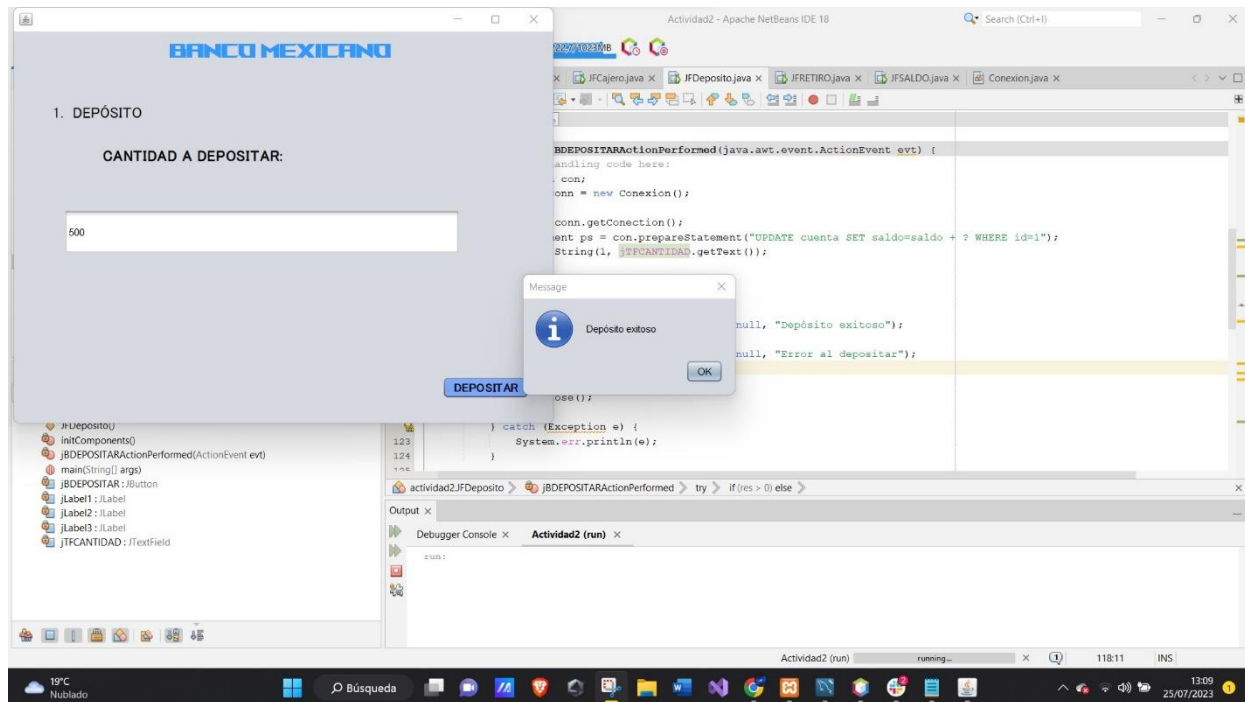 Actividad2 - Apache NetBeans IDE 18
Search (Ctrl+I)
BANCO MEXICANO
1. DEPÓSITO
CANTIDAD A DEPOSITAR:
500
DEPOSITAR
Message
Depósito exitoso
OK
JFCajero.java
JFDeposito.java
JFRETIRO.java
JFSALDO.java
Conexion.java
BDEPOSITARActionPerformed(java.awt.event.ActionEvent evt) {
andling code here:
con;
onn = new Conexion();
conn.getConection();
ent ps = con.prepareStatement("UPDATE cuenta SET saldo=saldo + ? WHERE id=1");
String(1, jTFCANTIDAD.getText());
null, "Depósito exitoso");
null, "Error al depositar");
ose();
} catch (Exception e) {
123 System.err.println(e);
124 }
JFDeposito()
initComponents()
jBDEPOSITARActionPerformed(ActionEvent evt)
main(String[] args)
jBDEPOSITAR : JButton
jLabel1 : JLabel
jLabel2 : JLabel
jLabel3 : JLabel
jTFCANTIDAD : JTextField
actividad2.JFDeposito
jBDEPOSITARActionPerformed
try
if (res > 0) else
Output
Debugger Console
Actividad2 (run)
run:
Actividad2 (run)
running...
1
118:11
INS
19°C
Nublado
Búsqueda
13:09
25/07/2023
1